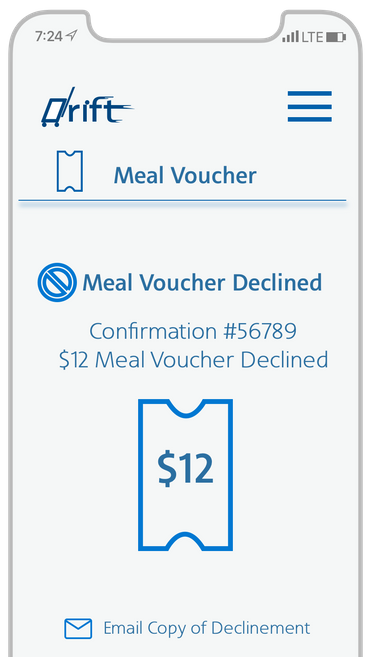 7:24 LTE
Drift
Meal Voucher
Meal Voucher Declined
Confirmation #56789
$12 Meal Voucher Declined
$12
Email Copy of Declinement